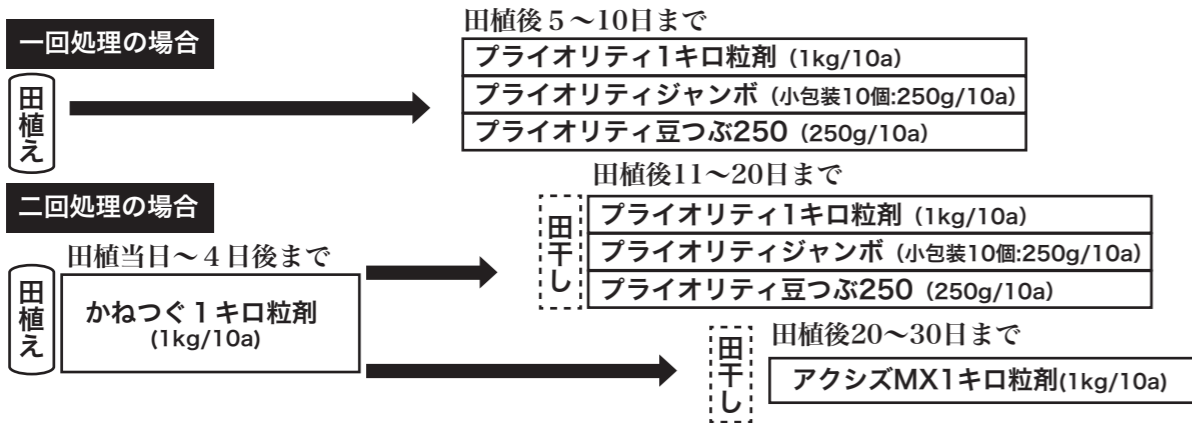 一回処理の場合
田植え
田植後5～10日まで
プライオリティ1キロ粒剤 (1kg/10a)
プライオリティジャンボ (小包装10個:250g/10a)
プライオリティ豆つぶ250 (250g/10a)
二回処理の場合
田植え
田植当日～4日後まで
かねつぐ1キロ粒剤
(1kg/10a)
田植後11～20日まで
田干し
プライオリティ1キロ粒剤 (1kg/10a)
プライオリティジャンボ (小包装10個:250g/10a)
プライオリティ豆つぶ250 (250g/10a)
田植後20～30日まで
田干し
アクシズMX1キロ粒剤(1kg/10a)